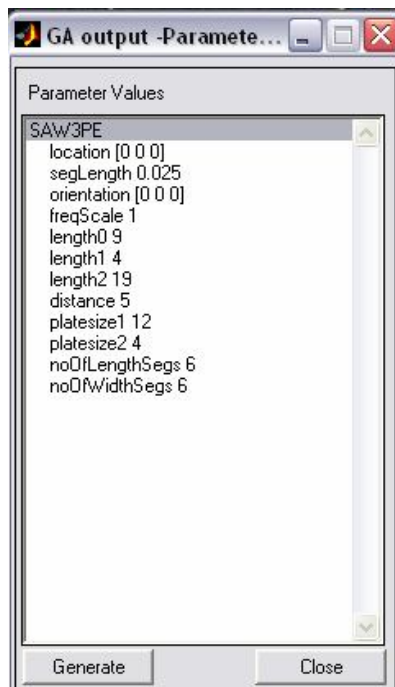 GA output -Paramete...
Parameter Values
SAW3PE
location [0 0 0]
segLength 0.025
orientation [0 0 0]
freqScale 1
length0 9
length1 4
length2 19
distance 5
platesize1 12
platesize2 4
noOfLengthSegs 6
noOfWidthSegs 6
Generate Close